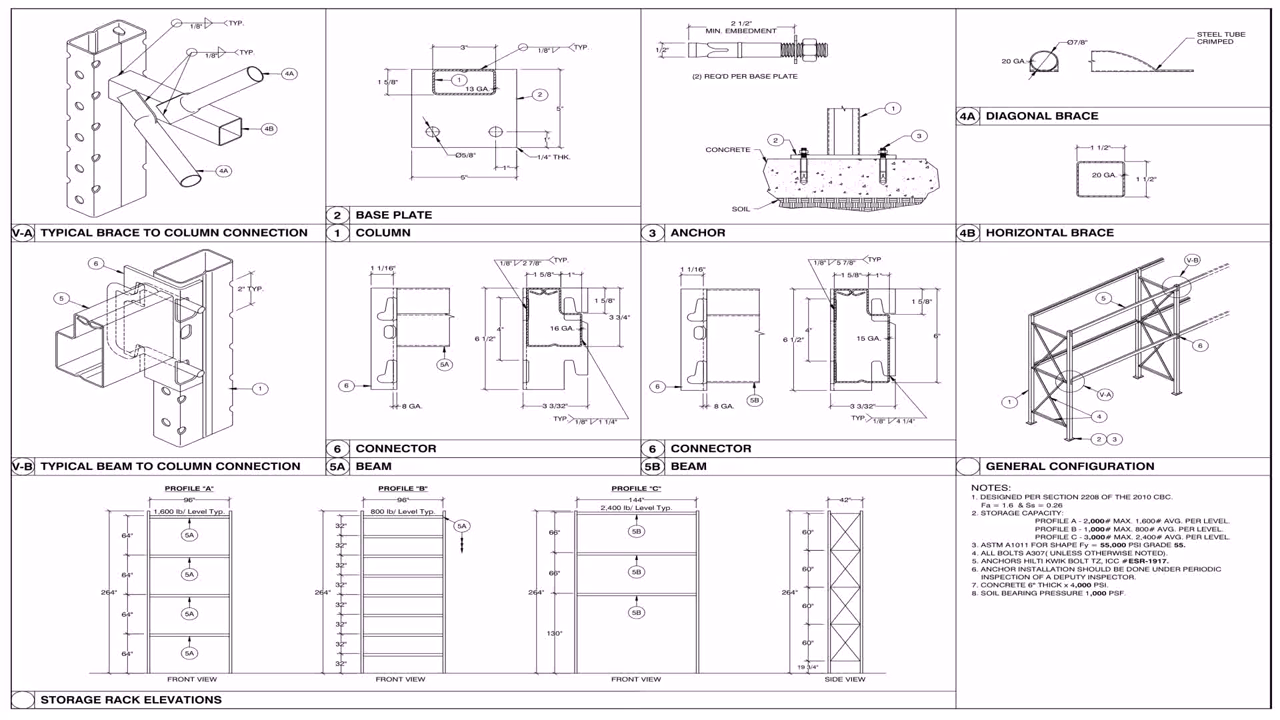 1/8" TYP.
1/8" TYP.
4A
4B
4A
V-A TYPICAL BRACE TO COLUMN CONNECTION
3"
1/8" TYP.
1 5/8"
1
13 GA.
2
5"
Ø5/8"
1"
1/4" THK.
2 BASE PLATE
1 COLUMN
2 1/2"
MIN. EMBEDMENT
1/2"
(2) REQ'D PER BASE PLATE
1
2
3
CONCRETE
SOIL
3 ANCHOR
Ø7/8"
20 GA.
STEEL TUBE
CRIMPED
4A DIAGONAL BRACE
1 1/2"
20 GA.
1 1/2"
4B HORIZONTAL BRACE
6
5
2" TYP.
1
V-B TYPICAL BEAM TO COLUMN CONNECTION
1 1/16"
5A
6
8 GA.
1/8" 2 7/8" TYP.
1 5/8" 1"
1 5/8"
3 3/4"
16 GA.
4"
6 1/2"
3 3/32"
TYP. 1/8" 1 1/4"
6 CONNECTOR
5A BEAM
1 1/16"
5B
6
8 GA.
1/8" 5 7/8" TYP.
1 5/8" 1"
1 5/8"
6"
15 GA.
4"
6 1/2"
3 3/32"
TYP. 1/8" 4 1/4"
6 CONNECTOR
5B BEAM
V-B
5
6
1
V-A
4
2 3
GENERAL CONFIGURATION
PROFILE "A"
96"
1,600 lb/ Level Typ.
5A
64"
5A
64"
264"
5A
64"
5A
64"
FRONT VIEW
PROFILE "B"
96"
800 lb/ Level Typ.
5A
32"
32"
32"
32"
264"
32"
32"
32"
32"
FRONT VIEW
PROFILE "C"
144"
2,400 lb/ Level Typ.
5B
66"
5B
66"
264"
5B
130"
FRONT VIEW
42"
60"
60"
264"
60"
60"
19 3/4"
SIDE VIEW
STORAGE RACK ELEVATIONS
NOTES:
1. DESIGNED PER SECTION 2208 OF THE 2010 CBC.
Fa = 1.6 & Ss = 0.26
2. STORAGE CAPACITY:
PROFILE A - 2,000# MAX. 1,600# AVG. PER LEVEL.
PROFILE B - 1,000# MAX. 800# AVG. PER LEVEL.
PROFILE C - 3,000# MAX. 2,400# AVG. PER LEVEL.
3. ASTM A1011 FOR SHAPE Fy = 55,000 PSI GRADE 55.
4. ALL BOLTS A307( UNLESS OTHERWISE NOTED).
5. ANCHORS HILTI KWIK BOLT TZ, ICC #ESR-1917.
6. ANCHOR INSTALLATION SHOULD BE DONE UNDER PERIODIC
INSPECTION OF A DEPUTY INSPECTOR.
7. CONCRETE 6" THICK x 4,000 PSI.
8. SOIL BEARING PRESSURE 1,000 PSF.